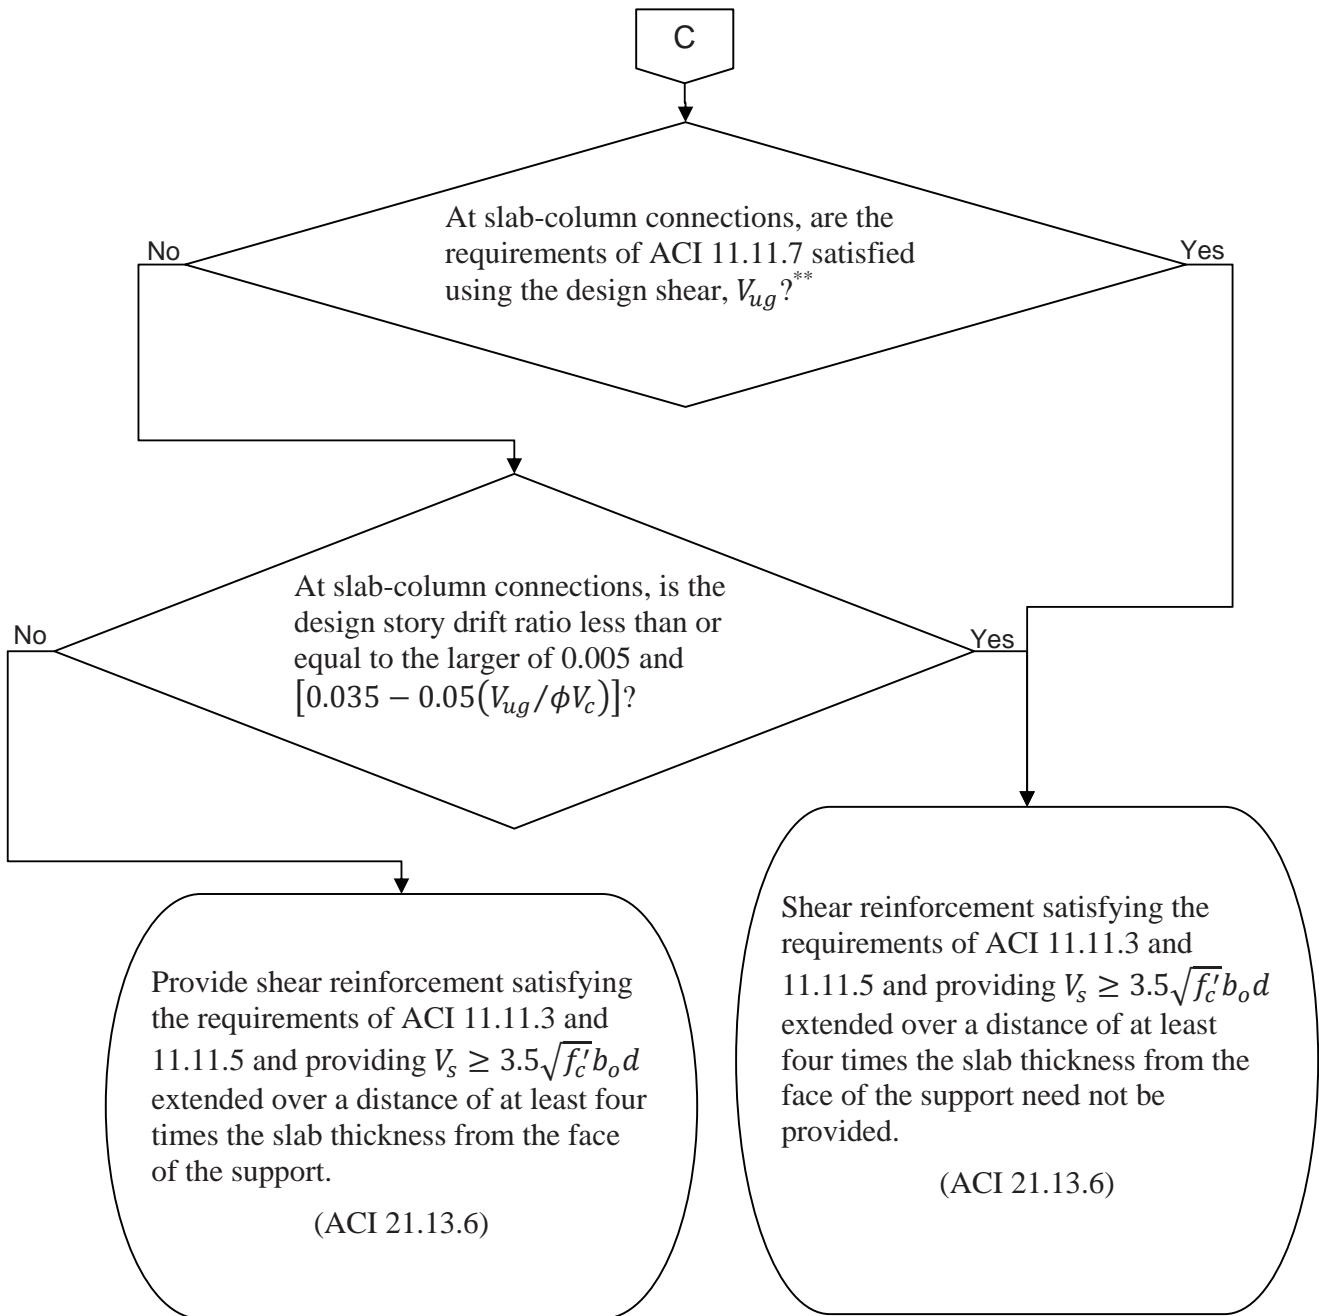 C
At slab-column connections, are the
No
requirements of ACI 11.11.7 satisfied
Yes
using the design shear, V_{ug}?^{**}
At slab-column connections, is the
design story drift ratio less than or
No
equal to the larger of 0.005 and
Yes
[0.035 − 0.05(V_{ug}/ϕV_c)]?
Provide shear reinforcement satisfying
the requirements of ACI 11.11.3 and
11.11.5 and providing V_s ≥ 3.5√f_c′ b_o d
extended over a distance of at least four
times the slab thickness from the face
of the support.
(ACI 21.13.6)
Shear reinforcement satisfying the
requirements of ACI 11.11.3 and
11.11.5 and providing V_s ≥ 3.5√f_c′ b_o d
extended over a distance of at least
four times the slab thickness from the
face of the support need not be
provided.
(ACI 21.13.6)